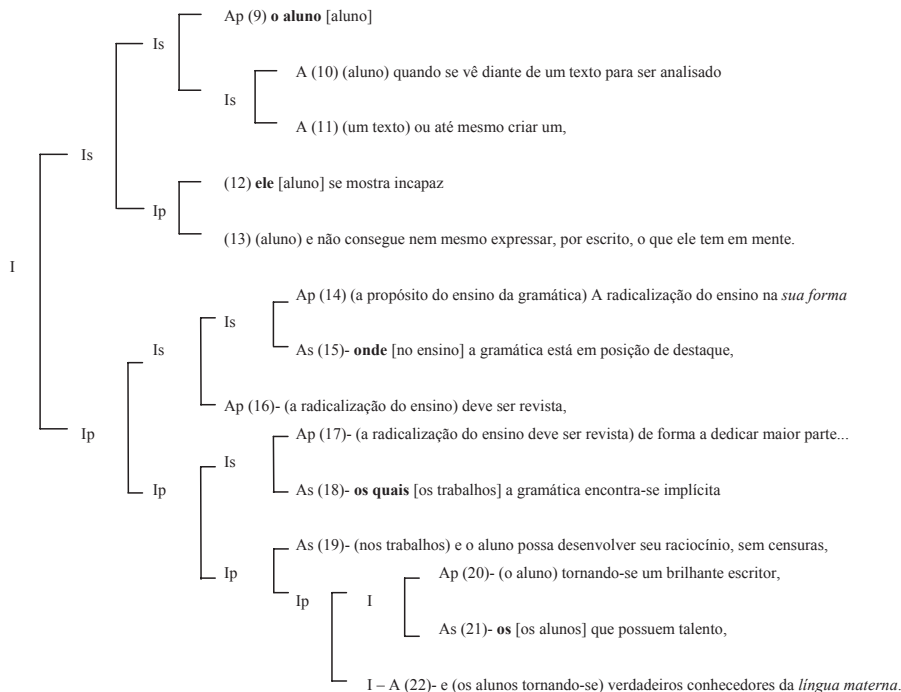 Ap (9) o aluno [aluno]
Is
A (10) (aluno) quando se vê diante de um texto para ser analisado
Is
A (11) (um texto) ou até mesmo criar um,
Is
(12) ele [aluno] se mostra incapaz
Ip
(13) (aluno) e não consegue nem mesmo expressar, por escrito, o que ele tem em mente.
I
Ap (14) (a propósito do ensino da gramática) A radicalização do ensino na sua forma
Is
Is
As (15)- onde [no ensino] a gramática está em posição de destaque,
Ap (16)- (a radicalização do ensino) deve ser revista,
Ip
Ap (17)- (a radicalização do ensino deve ser revista) de forma a dedicar maior parte...
Is
Ip
As (18)- os quais [os trabalhos] a gramática encontra-se implícita
As (19)- (nos trabalhos) e o aluno possa desenvolver seu raciocínio, sem censuras,
Ip
Ap (20)- (o aluno) tornando-se um brilhante escritor,
Ip I
As (21)- os [os alunos] que possuem talento,
I – A (22)- e (os alunos tornando-se) verdadeiros conhecedores da língua materna.